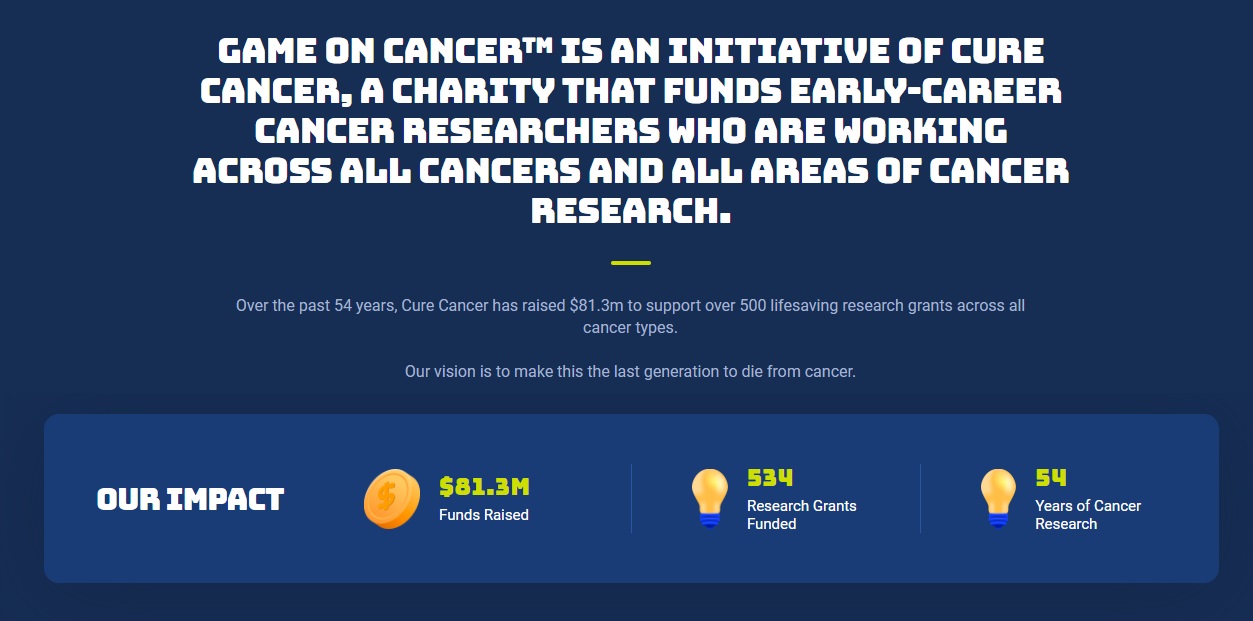 GAME ON CANCER™ IS AN INITIATIVE OF CURE
CANCER, A CHARITY THAT FUNDS EARLY-CAREER
CANCER RESEARCHERS WHO ARE WORKING
ACROSS ALL CANCERS AND ALL AREAS OF CANCER
RESEARCH.
Over the past 54 years, Cure Cancer has raised $81.3m to support over 500 lifesaving research grants across all
cancer types.
Our vision is to make this the last generation to die from cancer.
OUR IMPACT
$
$81.3M
Funds Raised
534
Research Grants
Funded
54
Years of Cancer
Research